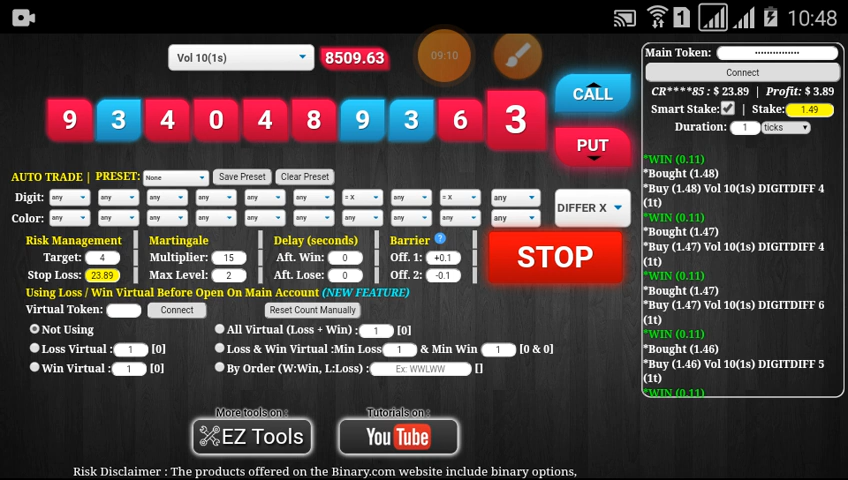 1 10:48
Vol 10(1s) 8509.63 09:10
CALL
9 3 4 0 4 8 9 3 6 3
PUT
AUTO TRADE | PRESET: None Save Preset Clear Preset
Digit: any any any any any any = X any = X any
DIFFER X
Color: any any any any any any any any any any
Risk Management Martingale Delay (seconds) Barrier ?
Target: 4 Multiplier: 15 Aft. Win: 0 Off. 1: +0.1
STOP
Stop Loss: 23.89 Max Level: 2 Aft. Lose: 0 Off. 2: -0.1
Using Loss / Win Virtual Before Open On Main Account (NEW FEATURE)
Virtual Token: Connect Reset Count Manually
Not Using All Virtual (Loss + Win) : 1 [0]
Loss Virtual : 1 [0] Loss & Win Virtual :Min Loss 1 & Min Win 1 [0 & 0]
Win Virtual : 1 [0] By Order (W:Win, L:Loss) : Ex: WWLWW []
More tools on : Tutorials on :
EZ Tools YouTube
Risk Disclaimer : The products offered on the Binary.com website include binary options,
Main Token: ···············
Connect
CR****85 : $ 23.89 | Profit: $ 3.89
Smart Stake: | Stake: 1.49
Duration: 1 ticks
*WIN (0.11)
*Bought (1.48)
*Buy (1.48) Vol 10(1s) DIGITDIFF 4
(1t)
*WIN (0.11)
*Bought (1.47)
*Buy (1.47) Vol 10(1s) DIGITDIFF 4
(1t)
*WIN (0.11)
*Bought (1.47)
*Buy (1.47) Vol 10(1s) DIGITDIFF 6
(1t)
*WIN (0.11)
*Bought (1.46)
*Buy (1.46) Vol 10(1s) DIGITDIFF 5
(1t)
*WIN (0.11)